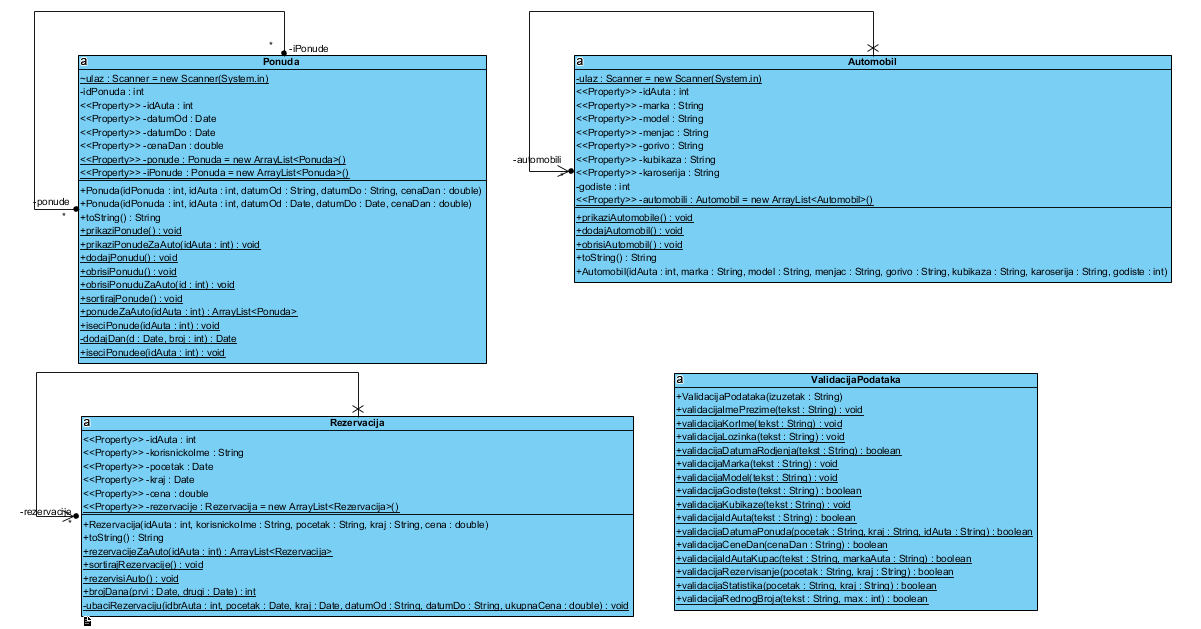 *
-iPonude
a
Ponuda
~ulaz : Scanner = new Scanner(System.in)
-idPonuda : int
<<Property>> -idAuta : int
<<Property>> -datumOd : Date
<<Property>> -datumDo : Date
<<Property>> -cenaDan : double
<<Property>> -ponude : Ponuda = new ArrayList<Ponuda>()
<<Property>> -iPonude : Ponuda = new ArrayList<Ponuda>()
+Ponuda(idPonuda : int, idAuta : int, datumOd : String, datumDo : String, cenaDan : double)
+Ponuda(idPonuda : int, idAuta : int, datumOd : Date, datumDo : Date, cenaDan : double)
+toString() : String
+prikaziPonude() : void
+prikaziPonudeZaAuto(idAuta : int) : void
+dodajPonudu() : void
+obrisiPonudu() : void
+obrisiPonuduZaAuto(id : int) : void
+sortirajPonude() : void
+ponudeZaAuto(idAuta : int) : ArrayList<Ponuda>
+iseciPonude(idAuta : int) : void
-dodajDan(d : Date, broj : int) : Date
+iseciPonudee(idAuta : int) : void
-ponude
*
a
Automobil
-ulaz : Scanner = new Scanner(System.in)
<<Property>> -idAuta : int
<<Property>> -marka : String
<<Property>> -model : String
<<Property>> -menjac : String
<<Property>> -gorivo : String
<<Property>> -kubikaza : String
<<Property>> -karoserija : String
-godiste : int
<<Property>> -automobili : Automobil = new ArrayList<Automobil>()
+prikaziAutomobile() : void
+dodajAutomobil() : void
+obrisiAutomobil() : void
+toString() : String
+Automobil(idAuta : int, marka : String, model : String, menjac : String, gorivo : String, kubikaza : String, karoserija : String, godiste : int)
-automobili
a
Rezervacija
<<Property>> -idAuta : int
<<Property>> -korisnickoIme : String
<<Property>> -pocetak : Date
<<Property>> -kraj : Date
<<Property>> -cena : double
<<Property>> -rezervacije : Rezervacija = new ArrayList<Rezervacija>()
+Rezervacija(idAuta : int, korisnickoIme : String, pocetak : String, kraj : String, cena : double)
+toString() : String
+rezervacijeZaAuto(idAuta : int) : ArrayList<Rezervacija>
+sortirajRezervacije() : void
+rezervisiAuto() : void
+brojDana(prvi : Date, drugi : Date) : int
-ubaciRezervaciju(idbrAuta : int, pocetak : Date, kraj : Date, datumOd : String, datumDo : String, ukupnaCena : double) : void
-rezervacije
*
a
ValidacijaPodataka
+ValidacijaPodataka(izuzetak : String)
+validacijaImePrezime(tekst : String) : void
+validacijaKorIme(tekst : String) : void
+validacijaLozinka(tekst : String) : void
+validacijaDatumaRodjenja(tekst : String) : boolean
+validacijaMarka(tekst : String) : void
+validacijaModel(tekst : String) : void
+validacijaGodiste(tekst : String) : boolean
+validacijaKubikaze(tekst : String) : void
+validacijaIdAuta(tekst : String) : boolean
+validacijaDatumaPonuda(pocetak : String, kraj : String, idAuta : String) : boolean
+validacijaCeneDan(cenaDan : String) : boolean
+validacijaIdAutaKupac(tekst : String, markaAuta : String) : boolean
+validacijaRezervisanje(pocetak : String, kraj : String) : boolean
+validacijaStatistika(pocetak : String, kraj : String) : boolean
+validacijaRednogBroja(tekst : String, max : int) : boolean